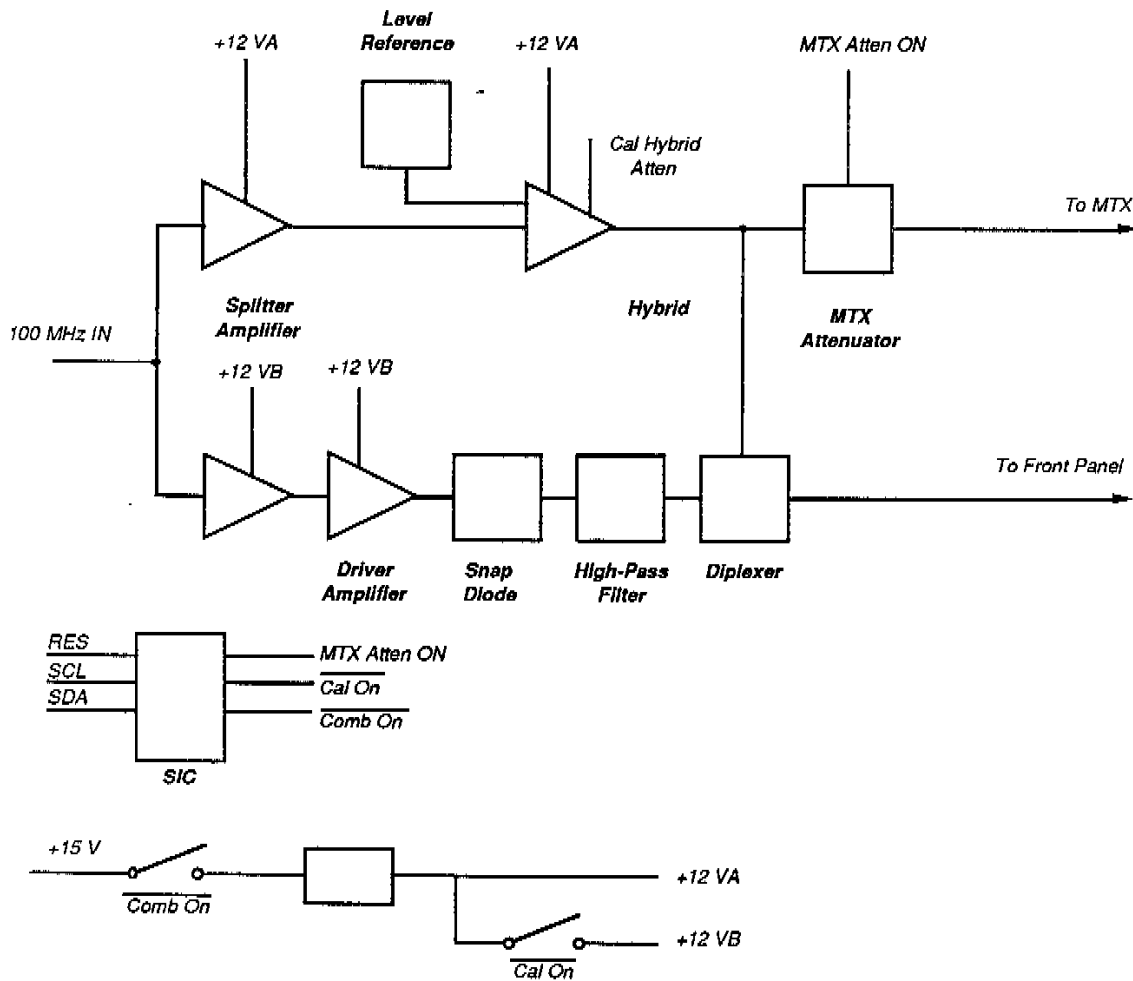 Level
Reference
+12 VA
+12 VA
MTX Atten ON
Cal Hybrid
Atten
To MTX
Splitter
Amplifier
Hybrid
MTX
Attenuator
100 MHz IN
+12 VB
+12 VB
To Front Panel
Driver
Amplifier
Snap
Diode
High-Pass
Filter
Diplexer
RES
SCL
SDA
MTX Atten ON
Cal On
Comb On
SIC
+15 V
Comb On
+12 VA
+12 VB
Cal On